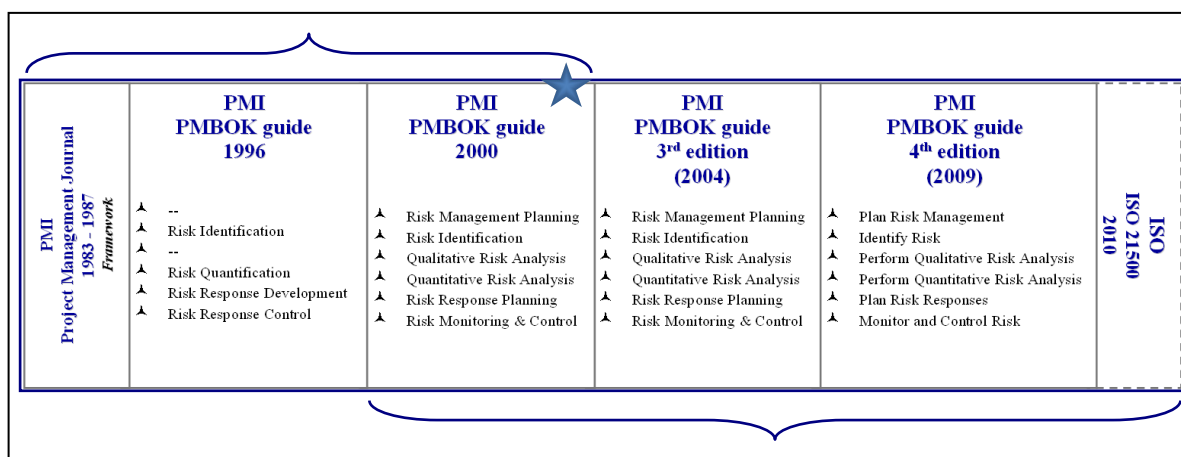 PMI
Project Management Journal
1983 - 1987
Framework
PMI
PMBOK guide
1996
--
Risk Identification
--
Risk Quantification
Risk Response Development
Risk Response Control
PMI
PMBOK guide
2000
Risk Management Planning
Risk Identification
Qualitative Risk Analysis
Quantitative Risk Analysis
Risk Response Planning
Risk Monitoring & Control
PMI
PMBOK guide
3rd edition
(2004)
Risk Management Planning
Risk Identification
Qualitative Risk Analysis
Quantitative Risk Analysis
Risk Response Planning
Risk Monitoring & Control
PMI
PMBOK guide
4th edition
(2009)
Plan Risk Management
Identify Risk
Perform Qualitative Risk Analysis
Perform Quantitative Risk Analysis
Plan Risk Responses
Monitor and Control Risk
ISO
ISO 21500
2010